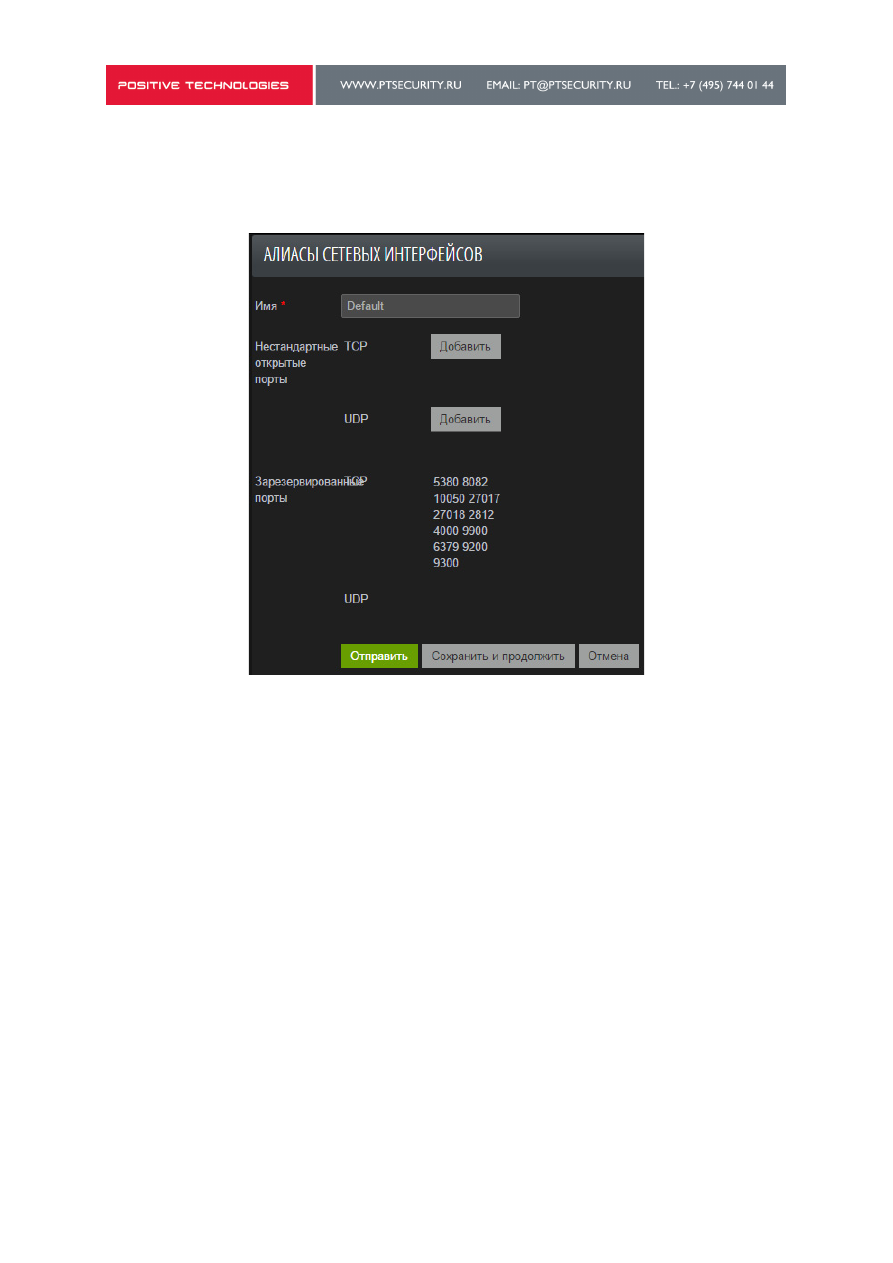 POSITIVE TECHNOLOGIES WWW.PTSECURITY.RU EMAIL: PT@PTSECURITY.RU TEL.: +7 (495) 744 01 44
АЛИАСЫ СЕТЕВЫХ ИНТЕРФЕЙСОВ
Имя * Default
Нестандартные TCP Добавить
открытые
порты
UDP Добавить
Зарезервированные TCP 5380 8082
порты 10050 27017
27018 2812
4000 9900
6379 9200
9300
UDP
Отправить Сохранить и продолжить Отмена